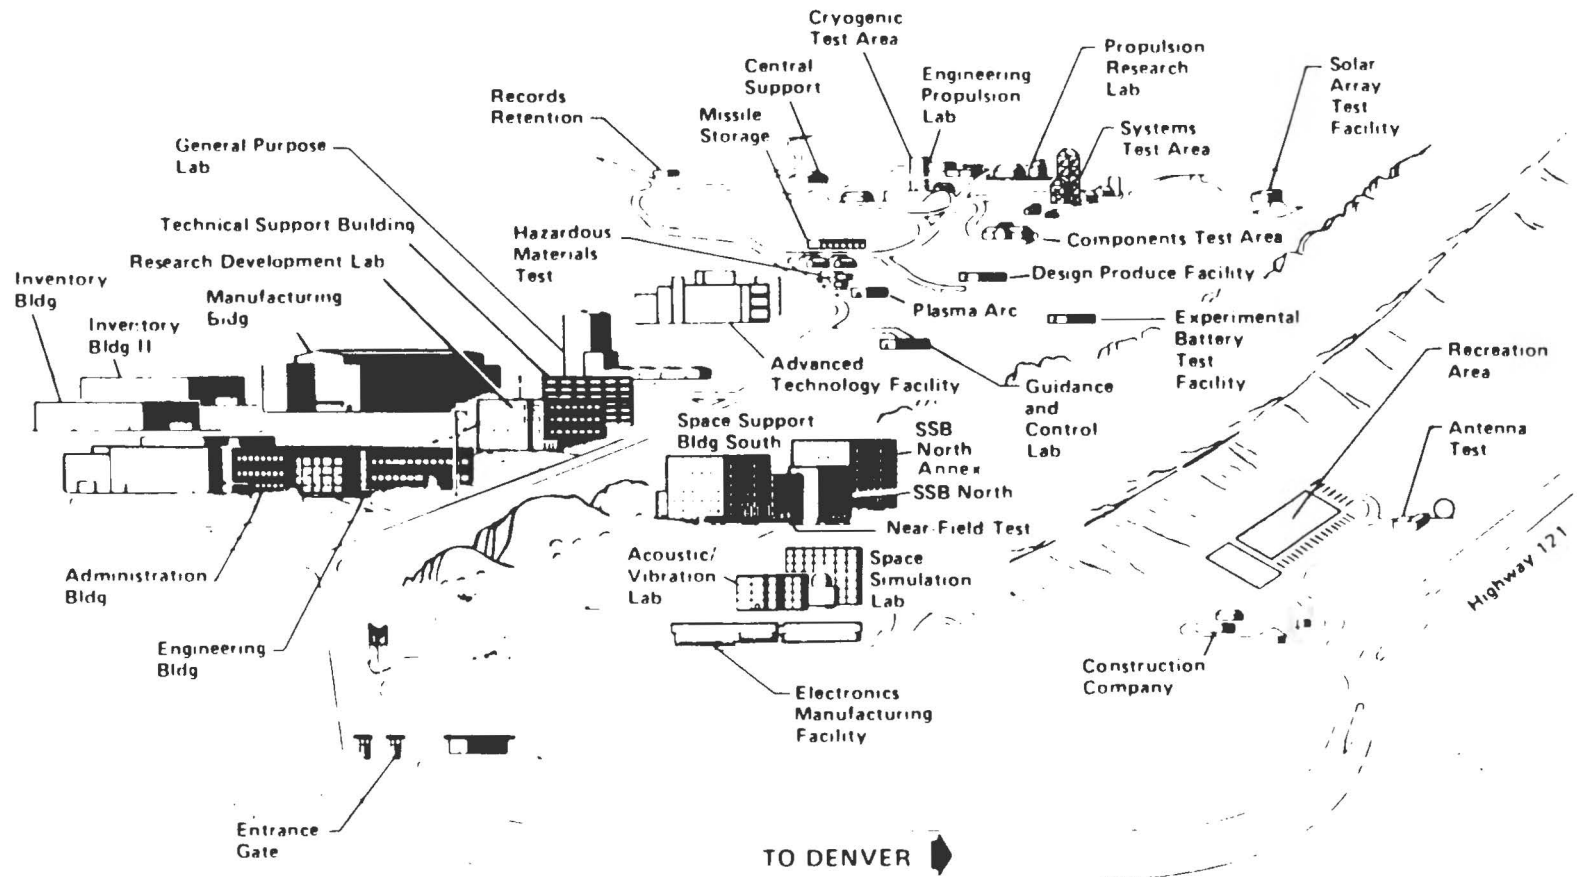 Cryogenic
Test Area
Central
Support
Engineering
Propulsion
Lab
Propulsion
Research
Lab
Solar
Array
Test
Facility
Records
Retention
Missile
Storage
Systems
Test Area
General Purpose
Lab
Technical Support Building
Hazardous
Materials
Test
Components Test Area
Research Development Lab
Design Produce Facility
Inventory
Bldg
Manufacturing
Bldg
Plasma Arc
Inventory
Bldg II
Experimental
Battery
Test
Facility
Advanced
Technology Facility
Guidance
and
Control
Lab
Recreation
Area
Space Support
Bldg South
SSB
North
Annex
SSB North
Antenna
Test
Near-Field Test
Administration
Bldg
Acoustic/
Vibration
Lab
Space
Simulation
Lab
Highway 121
Engineering
Bldg
Construction
Company
Electronics
Manufacturing
Facility
Entrance
Gate
TO DENVER